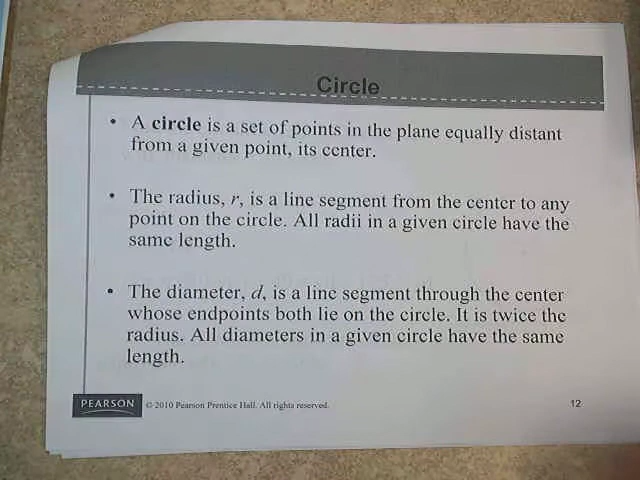 Circle
• A circle is a set of points in the plane equally distant
from a given point, its center.
• The radius, r, is a line segment from the center to any
point on the circle. All radii in a given circle have the
same length.
• The diameter, d, is a line segment through the center
whose endpoints both lie on the circle. It is twice the
radius. All diameters in a given circle have the same
length.
PEARSON © 2010 Pearson Prentice Hall. All rights reserved. 12